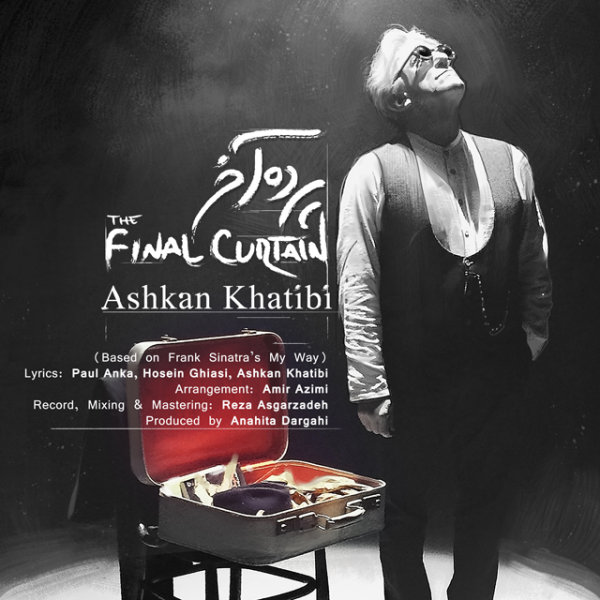 پرده آخر
THE
FINAL CURTAIN
Ashkan Khatibi
(Based on Frank Sinatra's My Way)
Lyrics: Paul Anka, Hosein Ghiasi, Ashkan Khatibi
Arrangement: Amir Azimi
Record, Mixing & Mastering: Reza Asgarzadeh
Produced by Anahita Dargahi